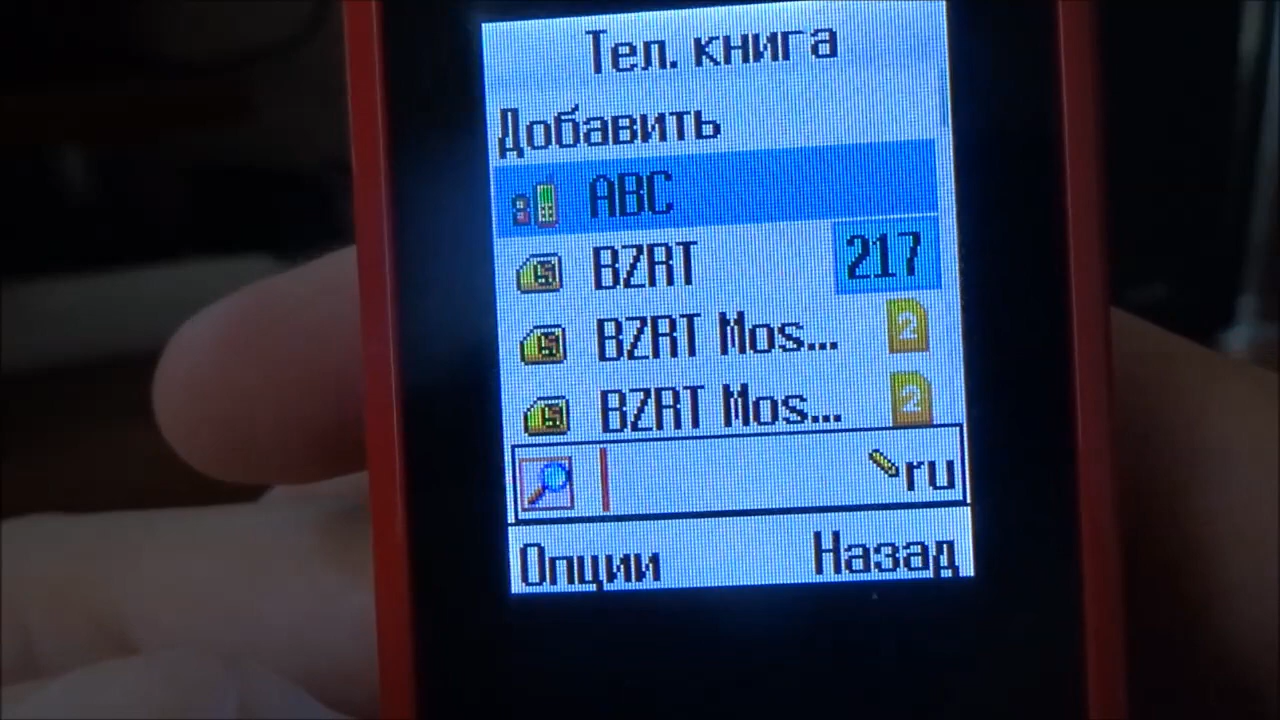 Тел. книга
Добавить
ABC
BZRT 217
BZRT Mos... 2
BZRT Mos... 2
ru
Опции Назад